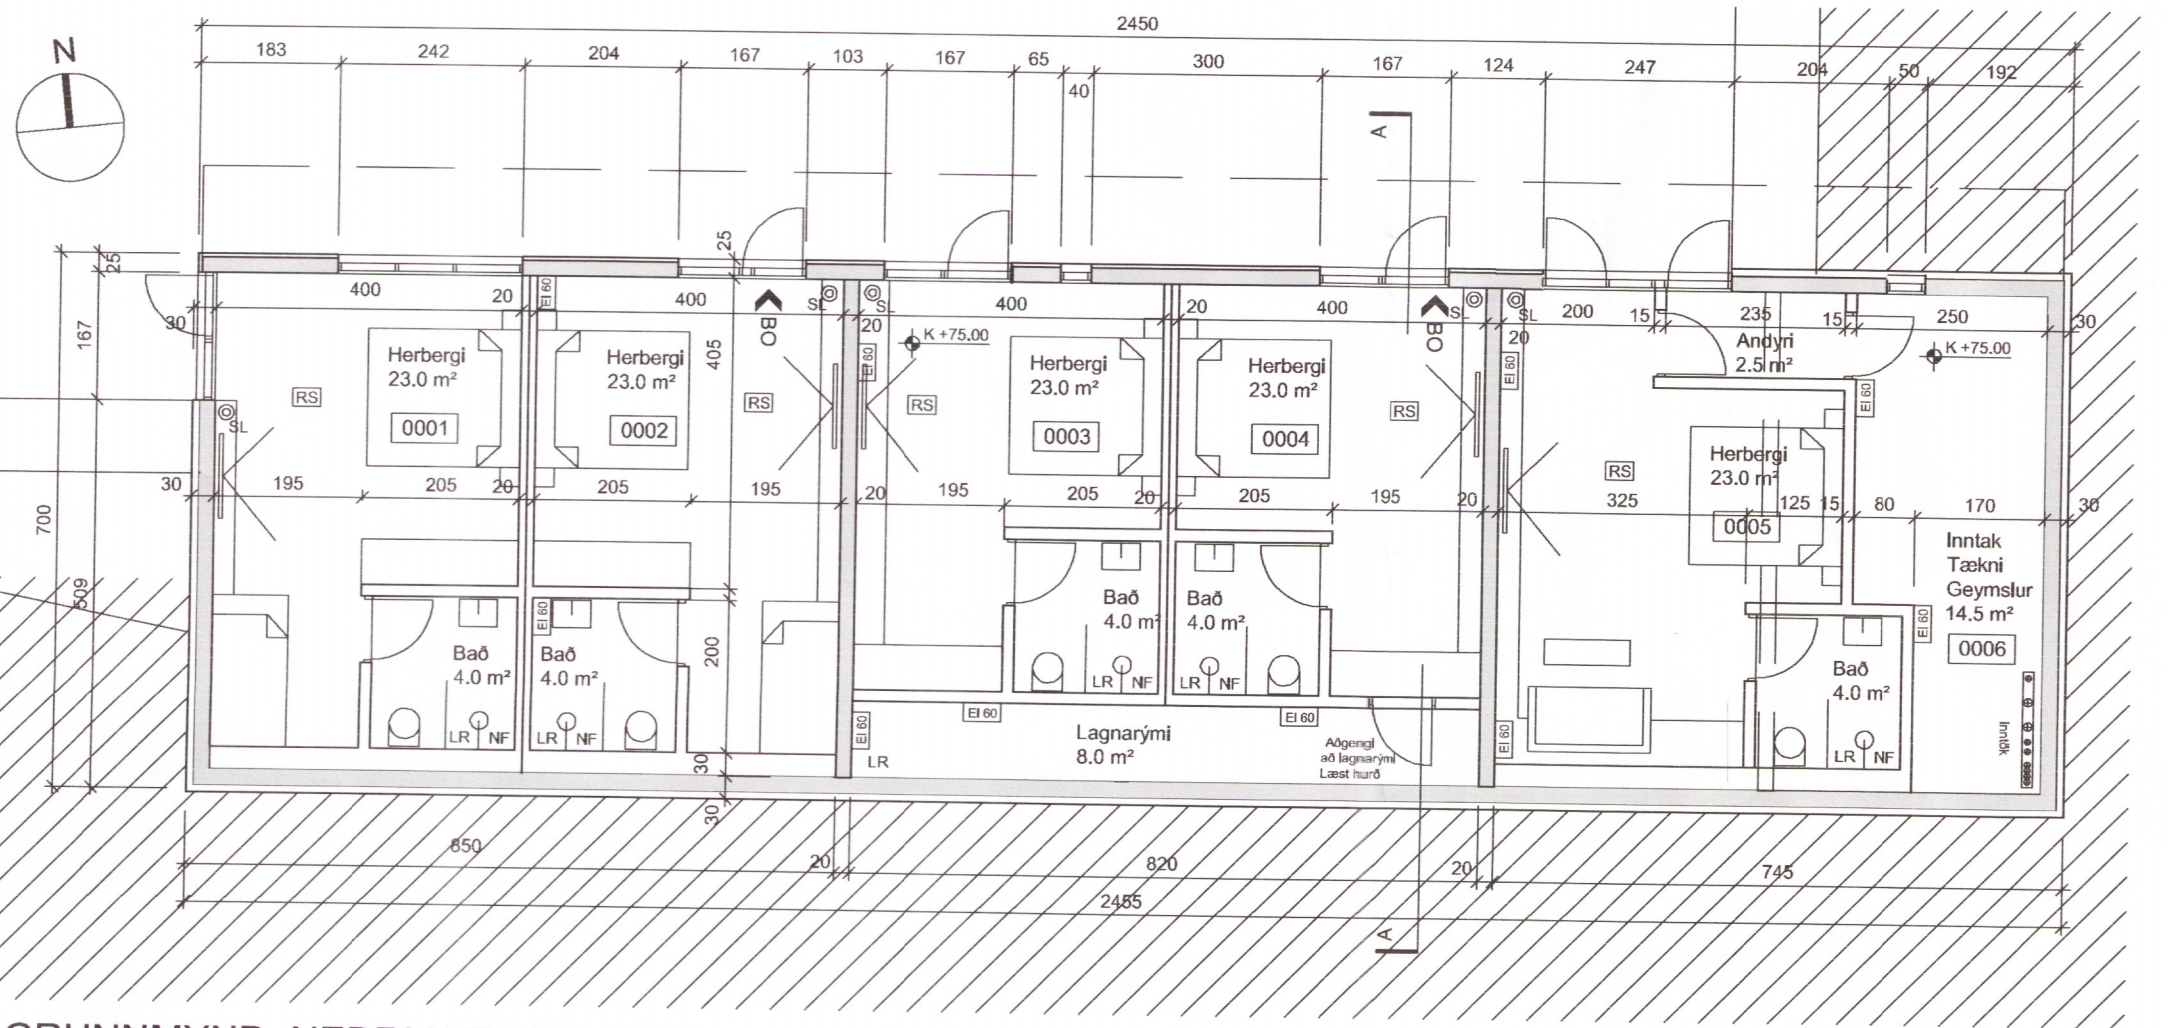 2450
183 242 204 167 103 167 65 40 300 167 124 247 204 50 192
N
A
25
25
400 20 EI 60 400 SL SL 400 20 400 SL SL 200 15 235 15 250 30
30 BO 20 K +75.00 BO 20 K +75.00
167
700
509
405
Herbergi
23.0 m²
0001
RS
SL
Herbergi
23.0 m²
0002
RS
EI 60
Herbergi
23.0 m²
0003
RS
Herbergi
23.0 m²
0004
RS
EI 60
Andyri
2.5 m²
EI 60
Herbergi
23.0 m²
0005
RS
30 195 205 20 205 195 20 195 205 20 205 195 20 325 125 15 80 170 30
Inntak
Tækni
Geymslur
14.5 m²
0006
Inntök
EI 60
Bað
4.0 m²
LR NF
EI 60
Bað
4.0 m²
LR NF
200
30
30
Bað
4.0 m²
LR NF
Bað
4.0 m²
LR NF
Bað
4.0 m²
LR NF
EI 60
EI 60
EI 60
EI 60
LR
Lagnarými
8.0 m²
Aðgengi
að lagnarými
Læst hurð
850 20 820 20 745
2455
A